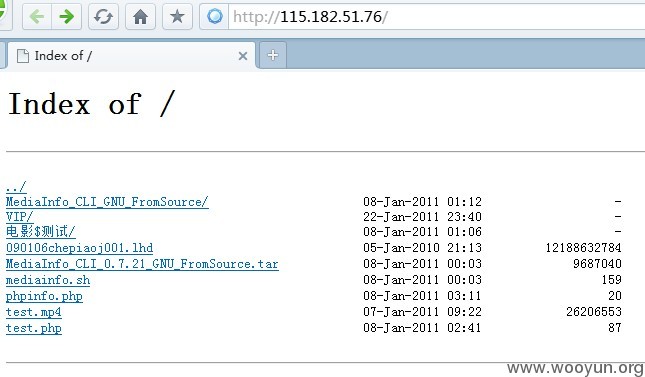 http://115.182.51.76/
Index of /
Index of /
../
MediaInfo_CLI_GNU_FromSource/ 08-Jan-2011 01:12 -
VIP/ 22-Jan-2011 23:40 -
电影$测试/ 08-Jan-2011 01:06 -
090106chepiaoj001.lhd 05-Jan-2010 21:13 12188632784
MediaInfo_CLI_0.7.21_GNU_FromSource.tar 08-Jan-2011 00:03 9687040
mediainfo.sh 08-Jan-2011 00:03 159
phpinfo.php 08-Jan-2011 03:11 20
test.mp4 07-Jan-2011 09:22 26206553
test.php 08-Jan-2011 02:41 87
www.wooyun.org